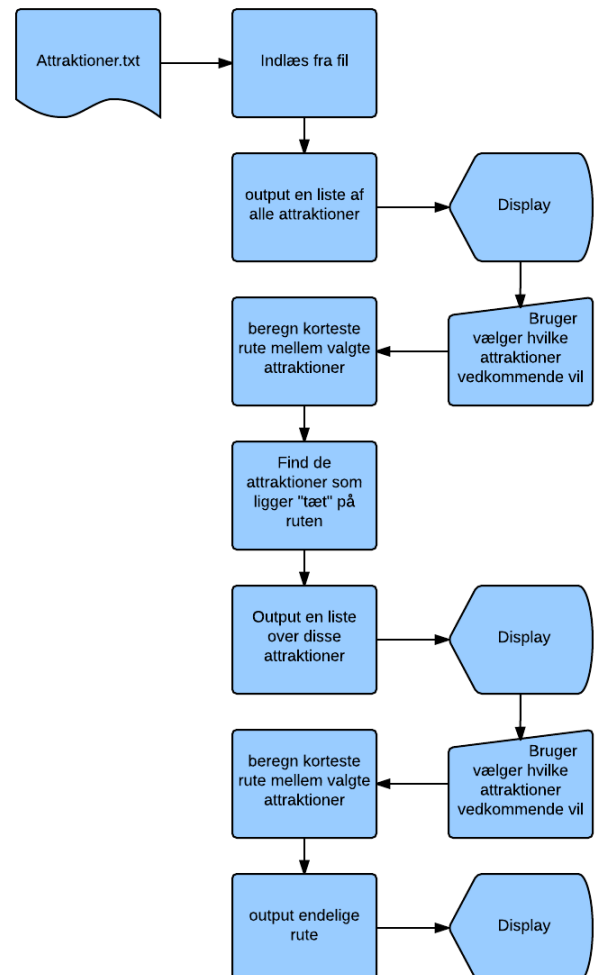 Attraktioner.txt
Indlæs fra fil
output en liste af
alle attraktioner
Display
Bruger
vælger hvilke
attraktioner
vedkommende vil
beregn korteste
rute mellem valgte
attraktioner
Find de
attraktioner som
ligger "tæt" på
ruten
Output en liste
over disse
attraktioner
Display
Bruger
vælger hvilke
attraktioner
vedkommende vil
beregn korteste
rute mellem valgte
attraktioner
output endelige
rute
Display